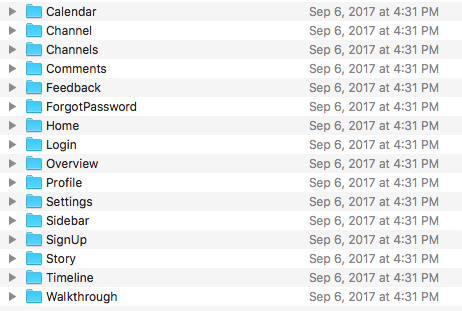 Calendar Sep 6, 2017 at 4:31 PM
Channel Sep 6, 2017 at 4:31 PM
Channels Sep 6, 2017 at 4:31 PM
Comments Sep 6, 2017 at 4:31 PM
Feedback Sep 6, 2017 at 4:31 PM
ForgotPassword Sep 6, 2017 at 4:31 PM
Home Sep 6, 2017 at 4:31 PM
Login Sep 6, 2017 at 4:31 PM
Overview Sep 6, 2017 at 4:31 PM
Profile Sep 6, 2017 at 4:31 PM
Settings Sep 6, 2017 at 4:31 PM
Sidebar Sep 6, 2017 at 4:31 PM
SignUp Sep 6, 2017 at 4:31 PM
Story Sep 6, 2017 at 4:31 PM
Timeline Sep 6, 2017 at 4:31 PM
Walkthrough Sep 6, 2017 at 4:31 PM